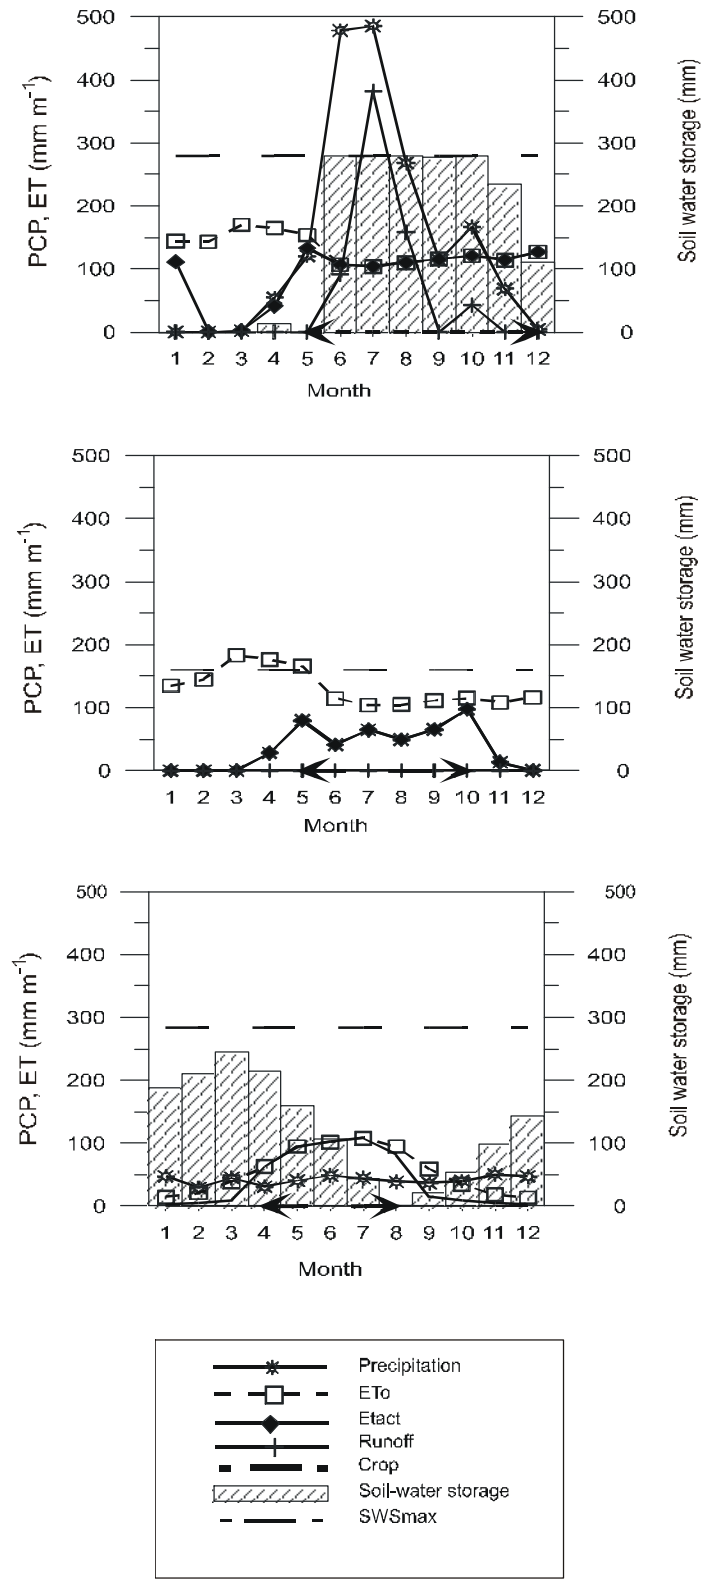 500 500
400 400
300 300
200 200
100 100
0 0
PCP, ET (mm m-1)
Soil water storage (mm)
1 2 3 4 5 6 7 8 9 10 11 12
Month
500 500
400 400
300 300
200 200
100 100
0 0
PCP, ET (mm m-1)
Soil water storage (mm)
1 2 3 4 5 6 7 8 9 10 11 12
Month
500 500
400 400
300 300
200 200
100 100
0 0
PCP, ET (mm m-1)
Soil water storage (mm)
1 2 3 4 5 6 7 8 9 10 11 12
Month
Precipitation
ETo
Etact
Runoff
Crop
Soil-water storage
SWSmax